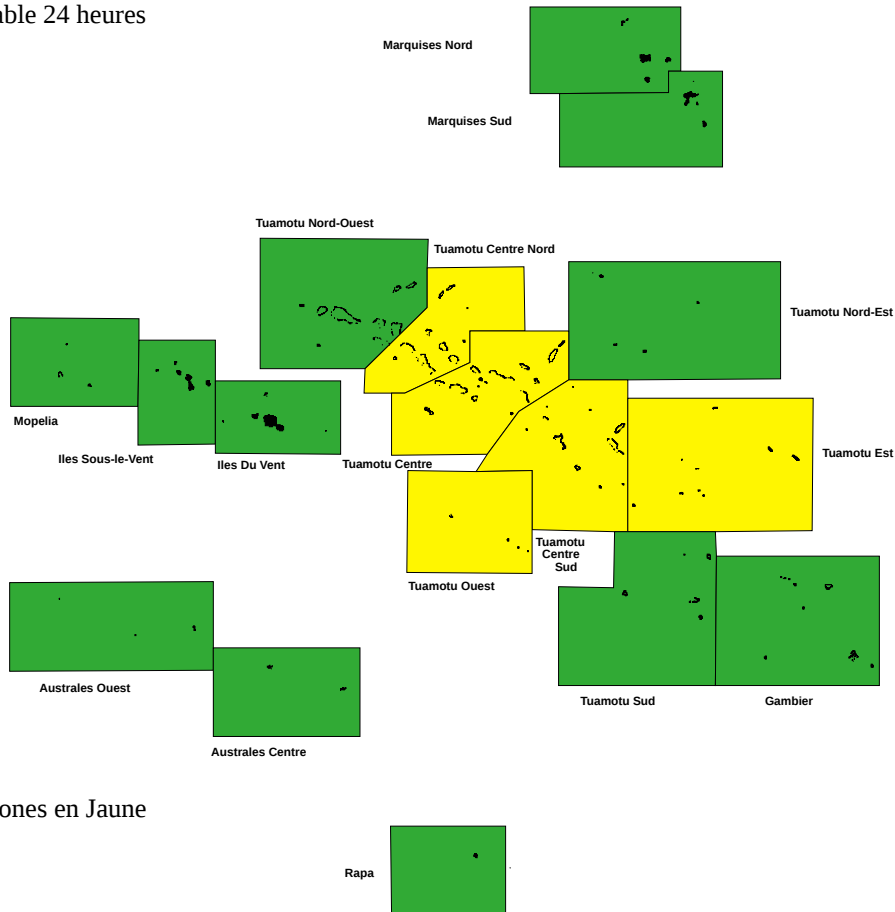 able 24 heures
Marquises Nord
Marquises Sud
Tuamotu Nord-Ouest
Tuamotu Centre Nord
Tuamotu Nord-Est
Mopelia
Iles Sous-le-Vent
Iles Du Vent
Tuamotu Centre
Tuamotu Est
Tuamotu
Centre
Sud
Tuamotu Ouest
Australes Ouest
Tuamotu Sud
Gambier
Australes Centre
ones en Jaune
Rapa